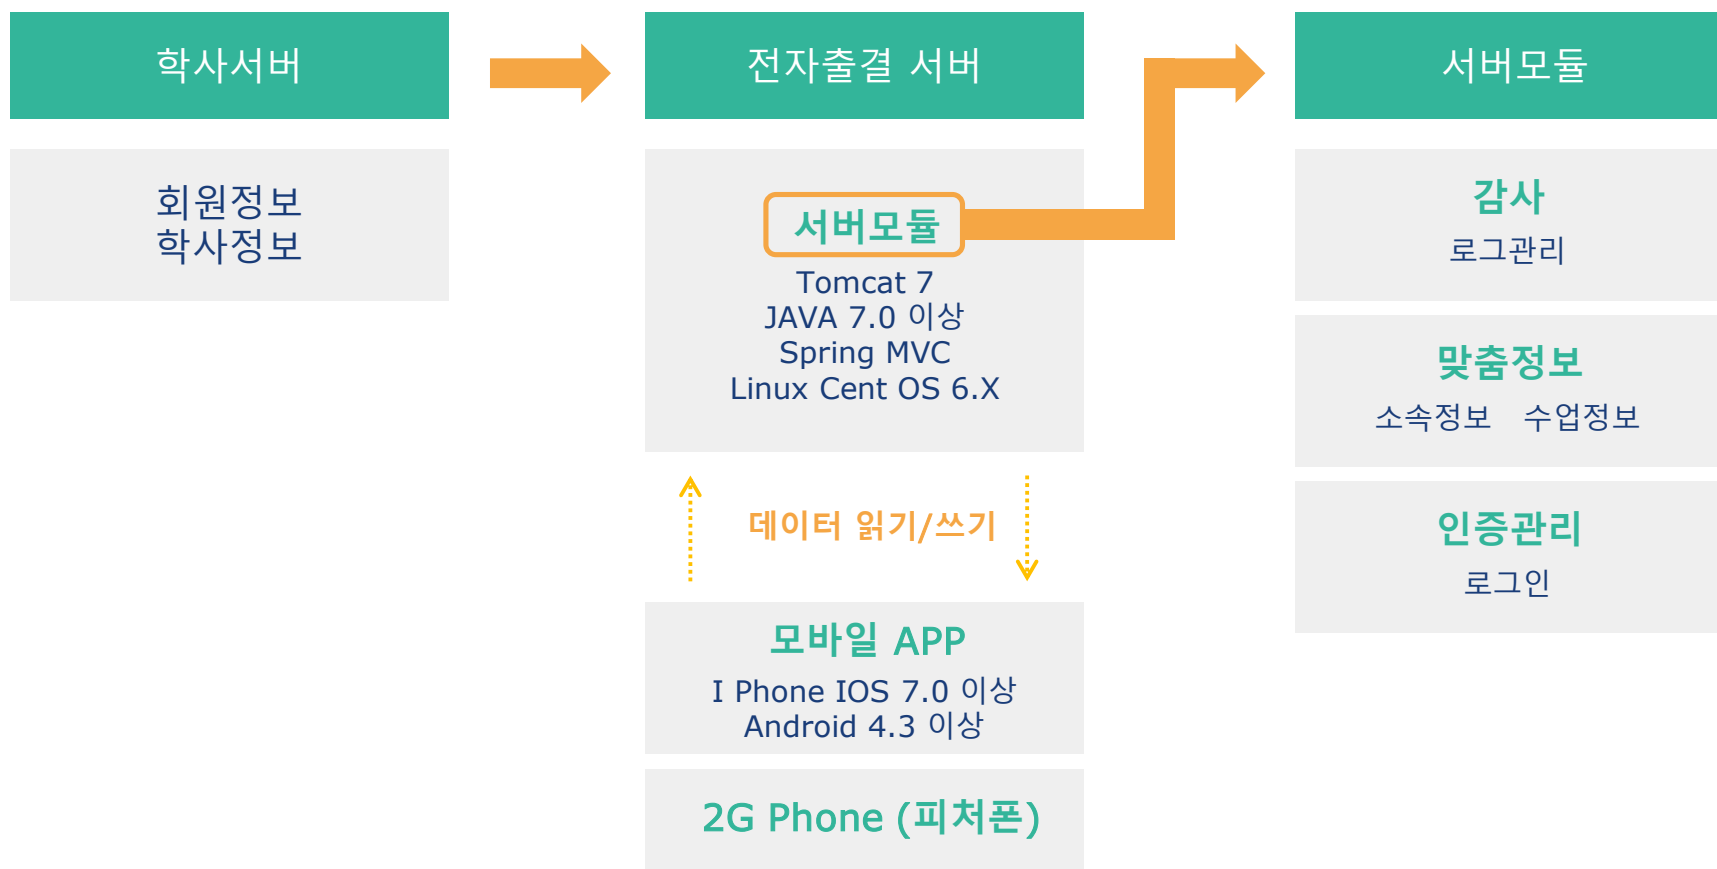 학사서버
회원정보
학사정보
전자출결 서버
서버모듈
Tomcat 7
JAVA 7.0 이상
Spring MVC
Linux Cent OS 6.X
데이터 읽기/쓰기
모바일 APP
I Phone IOS 7.0 이상
Android 4.3 이상
2G Phone (피처폰)
서버모듈
감사
로그관리
맞춤정보
소속정보 수업정보
인증관리
로그인